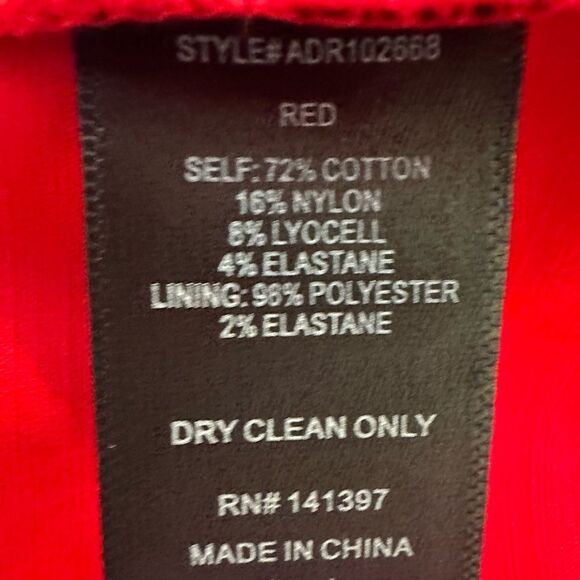 STYLE# ADR102668
RED
SELF: 72% COTTON
16% NYLON
8% LYOCELL
4% ELASTANE
LINING: 98% POLYESTER
2% ELASTANE
DRY CLEAN ONLY
RN# 141397
MADE IN CHINA